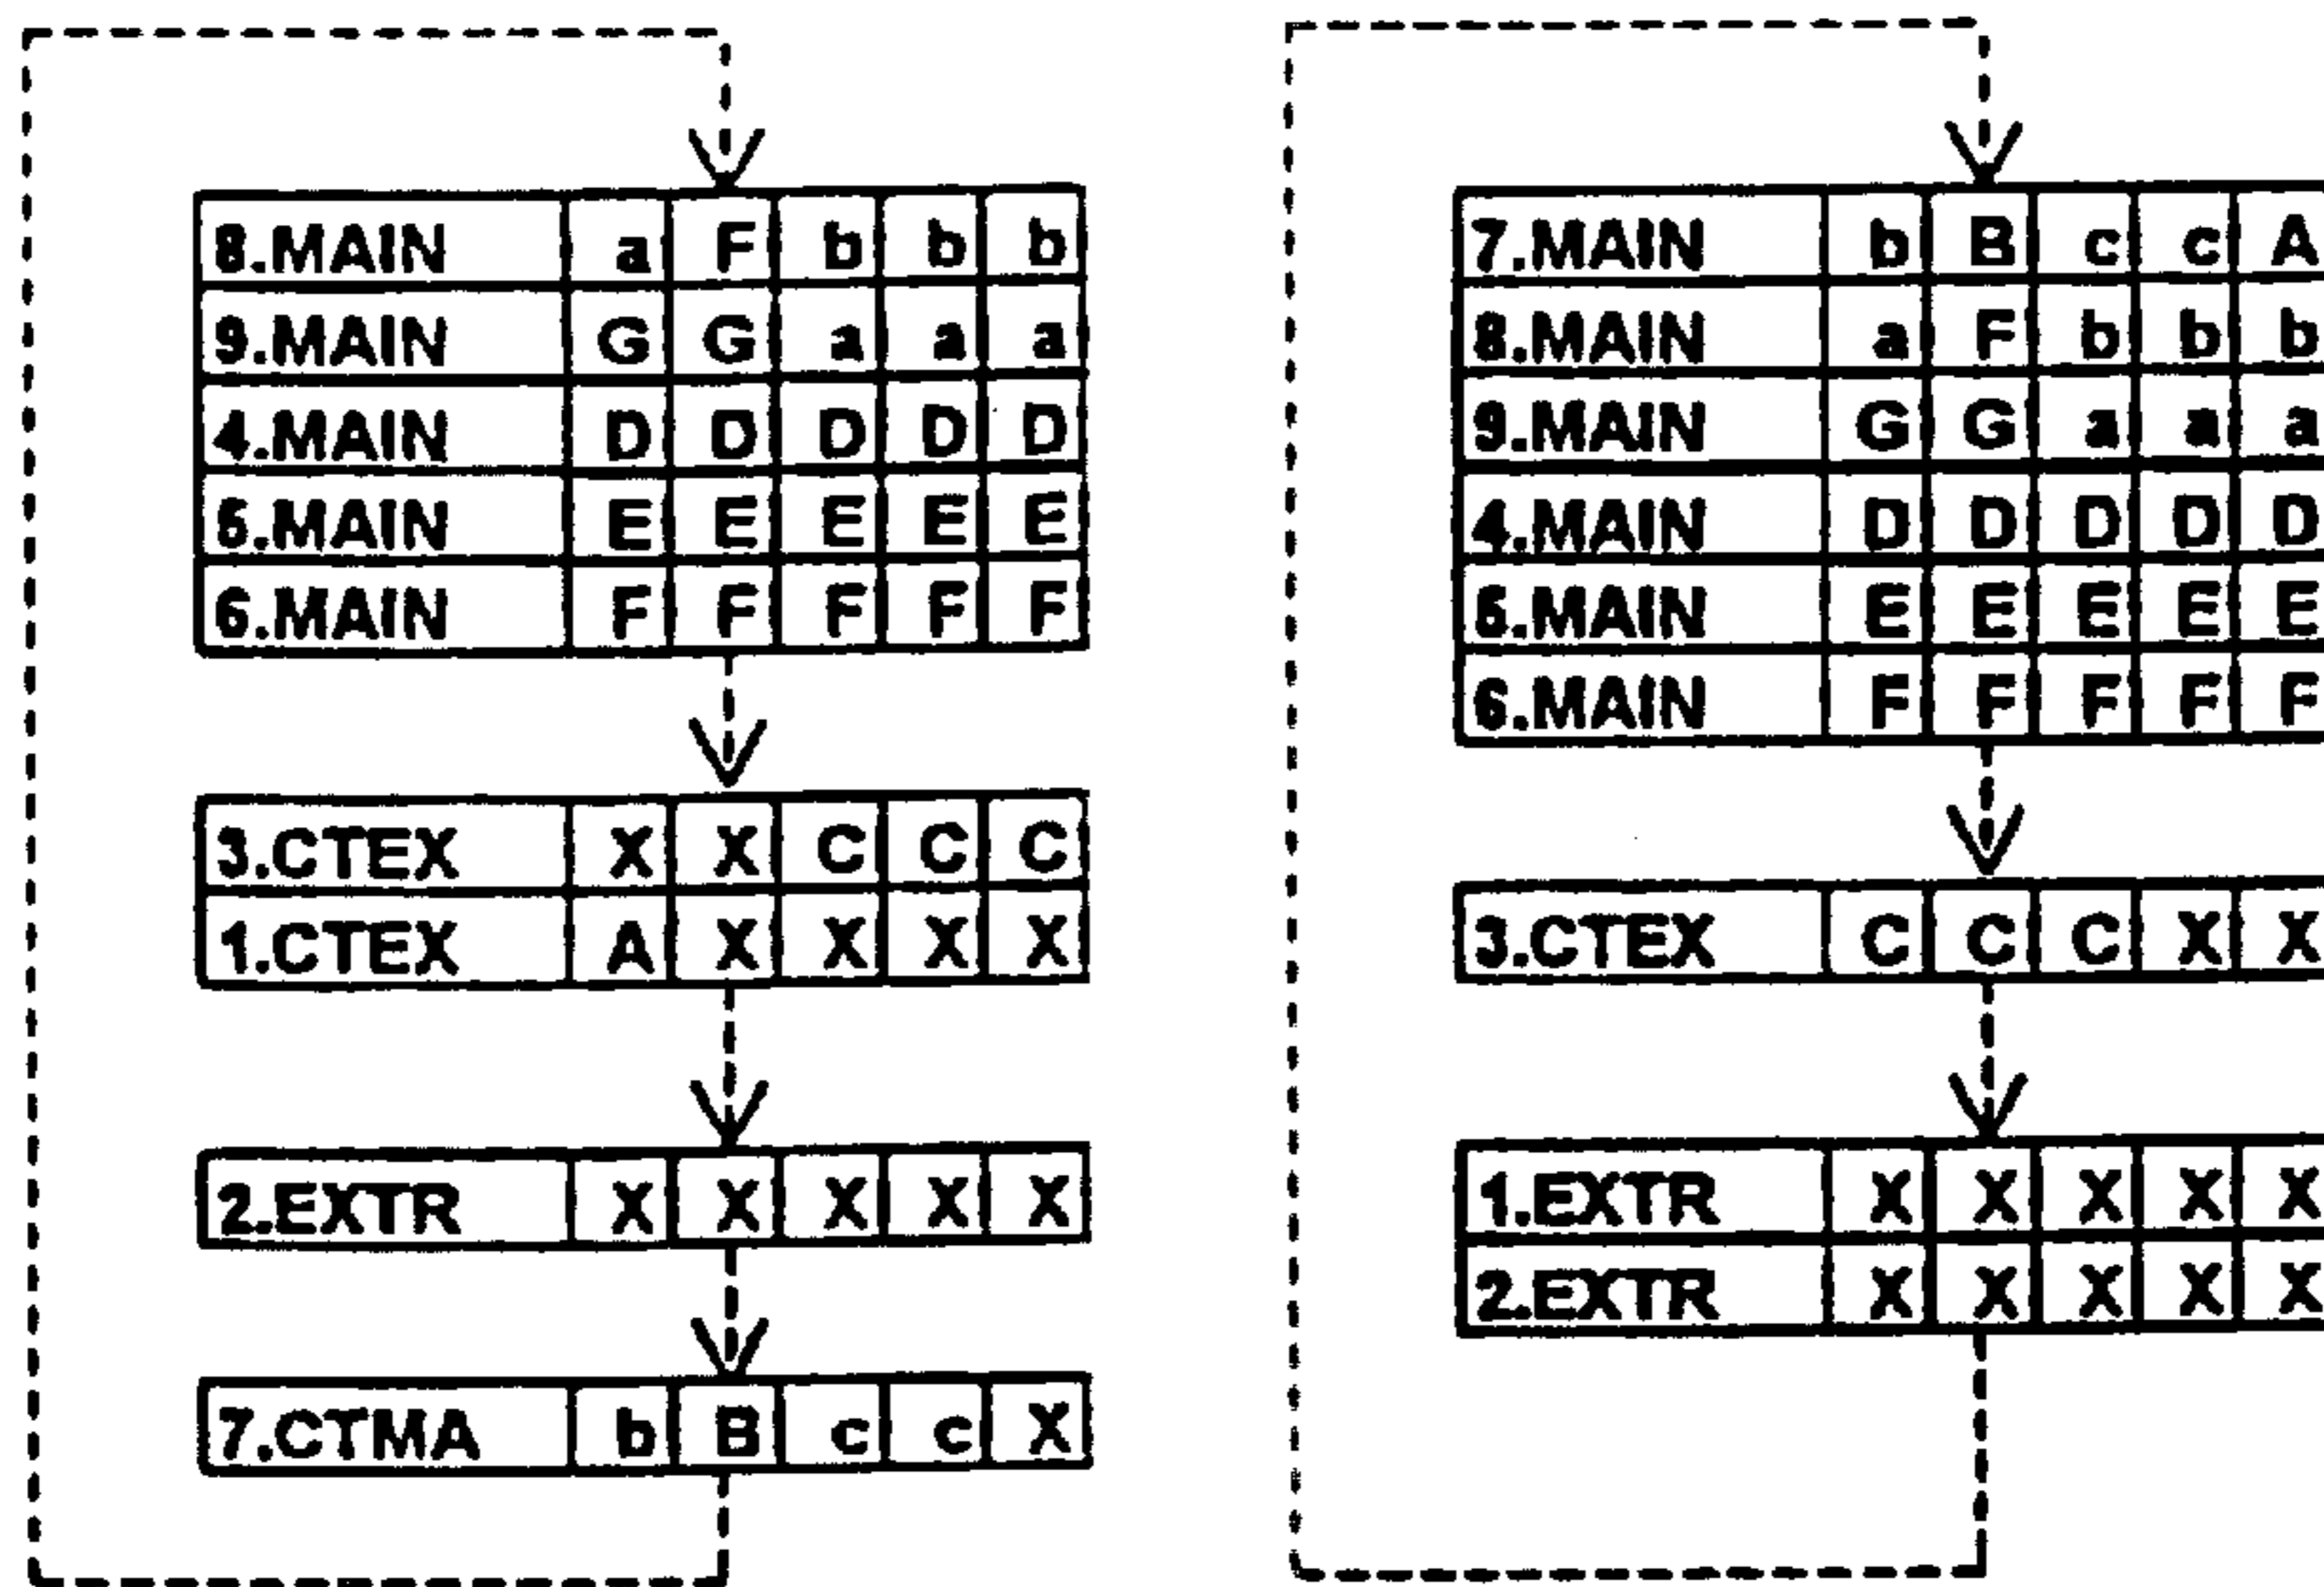 8.MAIN a F b b b
9.MAIN G G a a a
4.MAIN D D D D D
5.MAIN E E E E E
6.MAIN F F F F F
3.CTEX X X C C C
1.CTEX A X X X X
2.EXTR X X X X X
7.CTMA b B c c X
7.MAIN b B c c A
8.MAIN a F b b b
9.MAIN G G a a a
4.MAIN D D D D D
5.MAIN E E E E E
6.MAIN F F F F F
3.CTEX C C C X X
1.EXTR X X X X X
2.EXTR X X X X X